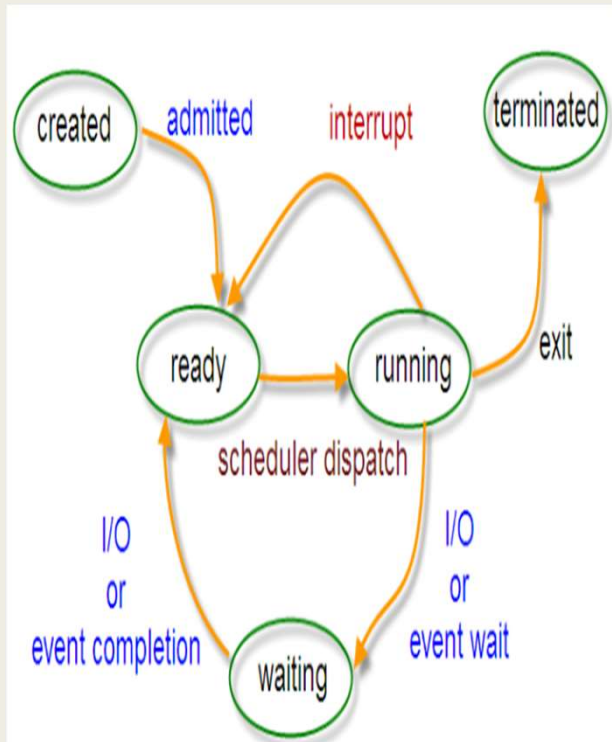 created
admitted
interrupt
terminated
ready
running
exit
scheduler dispatch
I/O
or
event completion
I/O
or
event wait
waiting